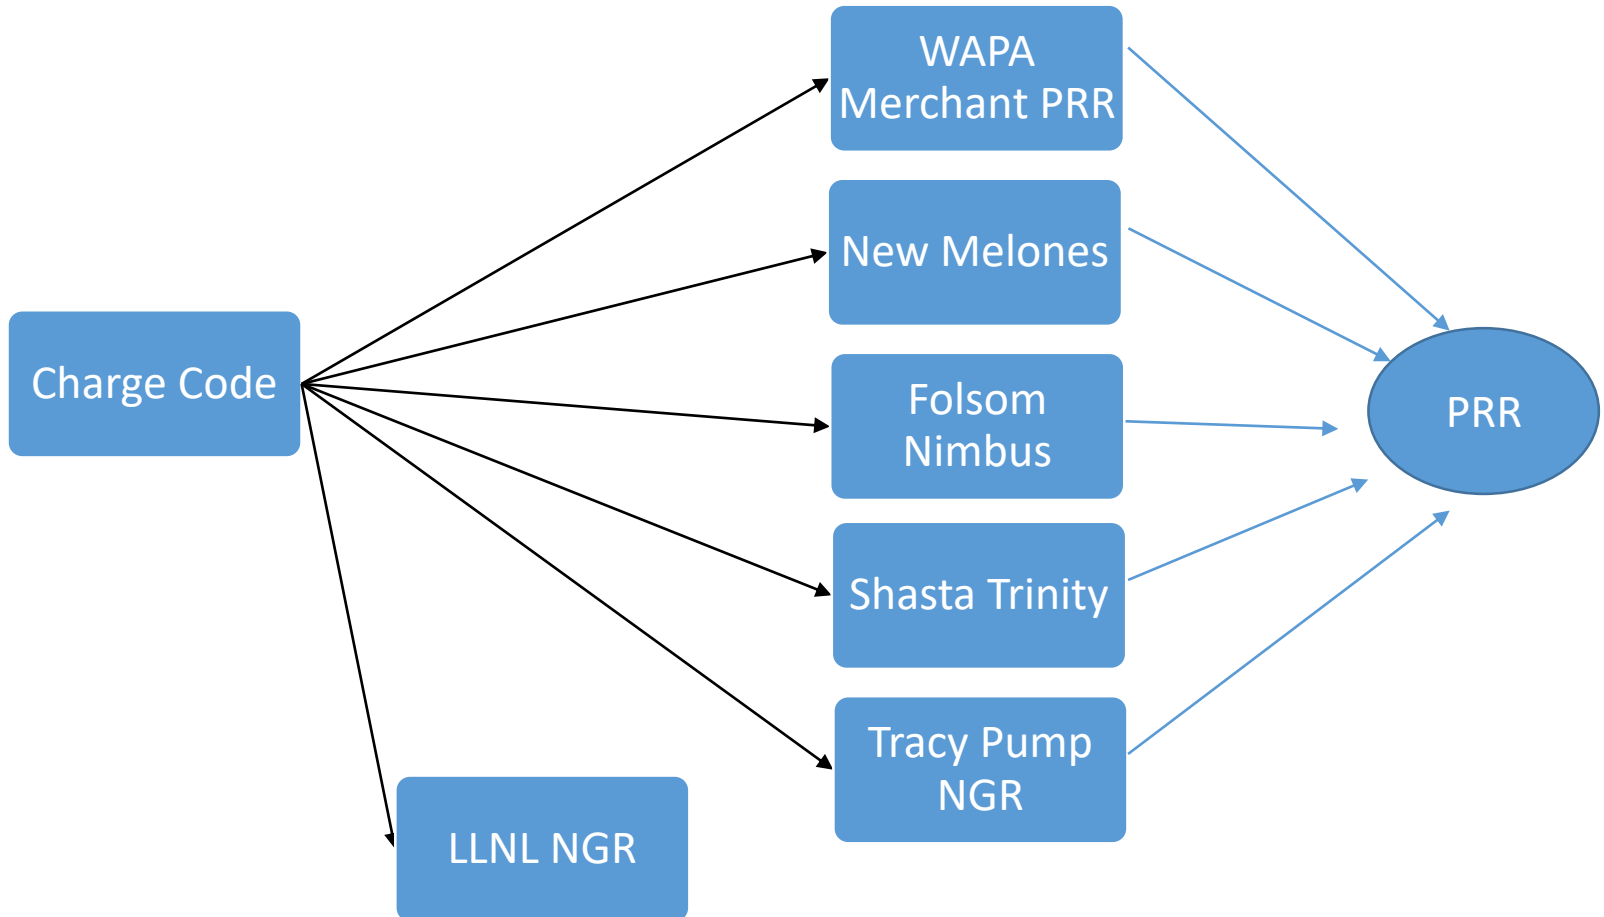 WAPA
Merchant PRR
New Melones
Charge Code
Folsom
Nimbus
PRR
Shasta Trinity
Tracy Pump
NGR
LLNL NGR